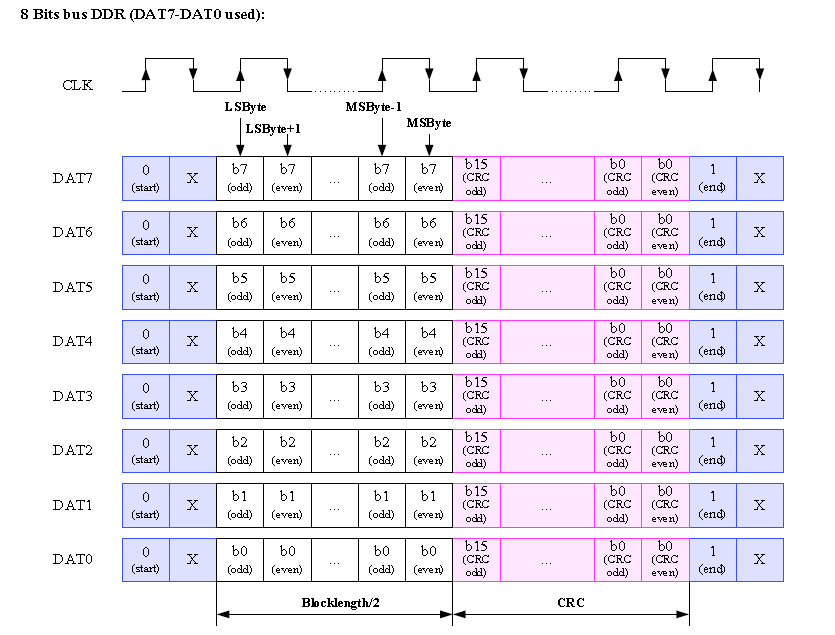 8 Bits bus DDR (DAT7-DAT0 used):
CLK
LSByte MSByte-1
LSByte+1 MSByte
DAT7 0 (start) X b7 (odd) b7 (even) ... b7 (odd) b7 (even) b15 (CRC odd) ... b0 (CRC odd) b0 (CRC even) 1 (end) X
DAT6 0 (start) X b6 (odd) b6 (even) ... b6 (odd) b6 (even) b15 (CRC odd) ... b0 (CRC odd) b0 (CRC even) 1 (end) X
DAT5 0 (start) X b5 (odd) b5 (even) ... b5 (odd) b5 (even) b15 (CRC odd) ... b0 (CRC odd) b0 (CRC even) 1 (end) X
DAT4 0 (start) X b4 (odd) b4 (even) ... b4 (odd) b4 (even) b15 (CRC odd) ... b0 (CRC odd) b0 (CRC even) 1 (end) X
DAT3 0 (start) X b3 (odd) b3 (even) ... b3 (odd) b3 (even) b15 (CRC odd) ... b0 (CRC odd) b0 (CRC even) 1 (end) X
DAT2 0 (start) X b2 (odd) b2 (even) ... b2 (odd) b2 (even) b15 (CRC odd) ... b0 (CRC odd) b0 (CRC even) 1 (end) X
DAT1 0 (start) X b1 (odd) b1 (even) ... b1 (odd) b1 (even) b15 (CRC odd) ... b0 (CRC odd) b0 (CRC even) 1 (end) X
DAT0 0 (start) X b0 (odd) b0 (even) ... b0 (odd) b0 (even) b15 (CRC odd) ... b0 (CRC odd) b0 (CRC even) 1 (end) X
Blocklength/2 CRC